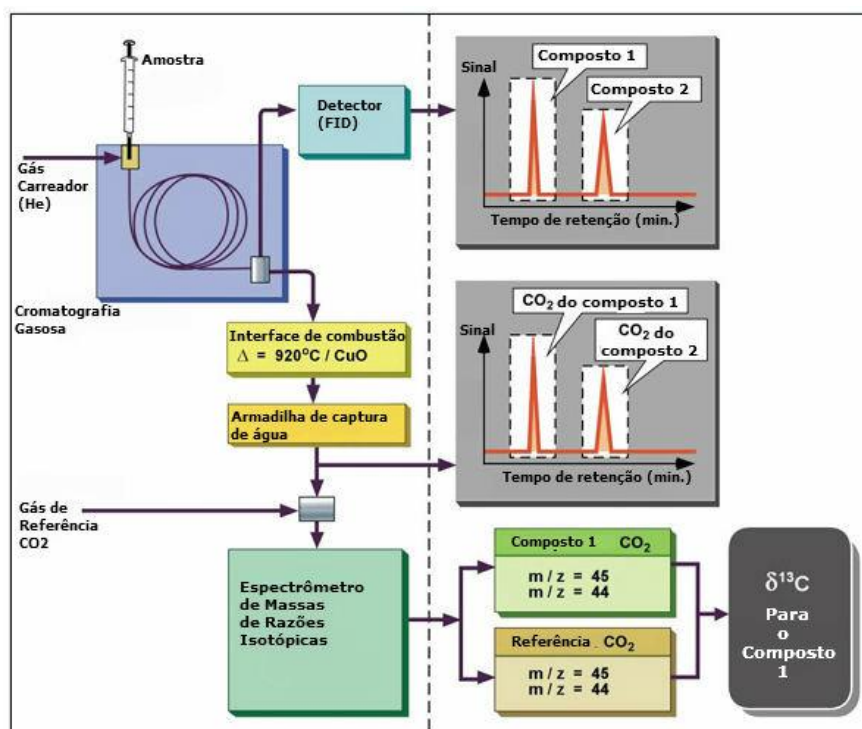 Amostra
Gás
Carreador
(He)
Detector
(FID)
Cromatografia
Gasosa
Interface de combustão
Δ = 920°C / CuO
Armadilha de captura
de água
Gás de
Referência
CO2
Espectrômetro
de Massas
de Razões
Isotópicas
Sinal
Composto 1
Composto 2
Tempo de retenção (min.)
Sinal
CO₂ do composto 1
CO₂ do
composto 2
Tempo de retenção (min.)
Composto 1 CO₂
m / z = 45
m / z = 44
Referência . CO₂
m / z = 45
m / z = 44
δ¹³C
Para
o
Composto
1